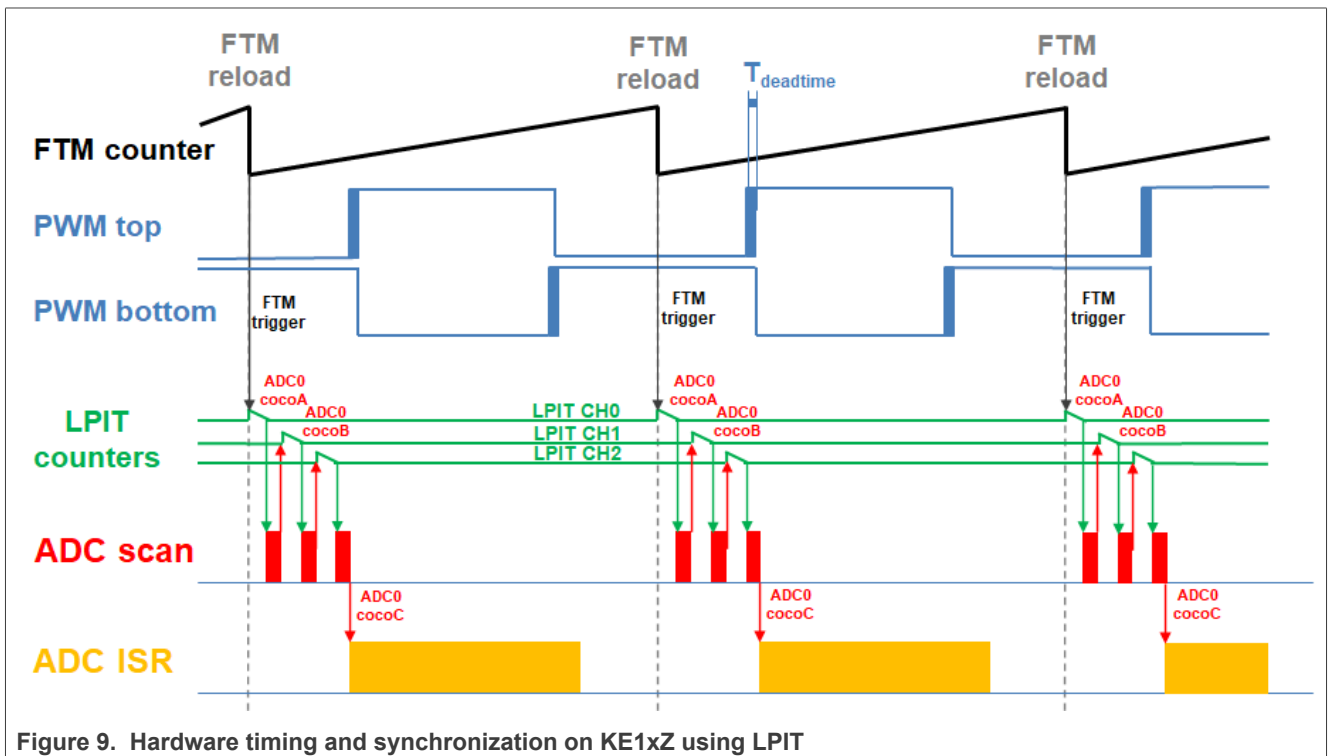 FTM
reload
FTM
reload
FTM
reload
Tdeadtime
FTM counter
PWM top
PWM bottom
FTM
trigger
FTM
trigger
FTM
trigger
LPIT
counters
ADC0
cocoA
ADC0
cocoB
LPIT CH0
LPIT CH1
LPIT CH2
ADC0
cocoA
ADC0
cocoB
ADC0
cocoA
ADC0
cocoB
ADC scan
ADC0
cocoC
ADC0
cocoC
ADC0
cocoC
ADC ISR
Figure 9. Hardware timing and synchronization on KE1xZ using LPIT